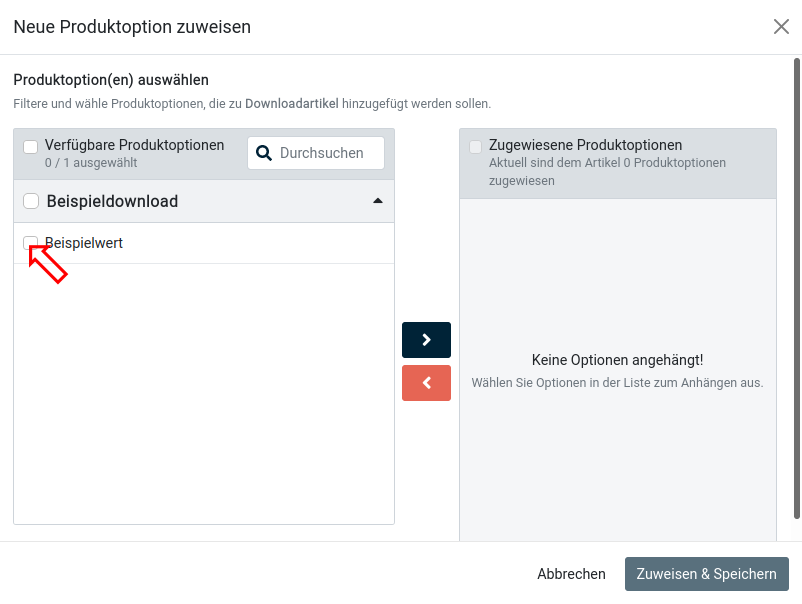 Neue Produktoption zuweisen
Produktoption(en) auswählen
Filtere und wähle Produktoptionen, die zu Downloadartikel hinzugefügt werden sollen.
Verfügbare Produktoptionen
0 / 1 ausgewählt
Durchsuchen
Beispieldownload
Beispielwert
Zugewiesene Produktoptionen
Aktuell sind dem Artikel 0 Produktoptionen
zugewiesen
Keine Optionen angehängt!
Wählen Sie Optionen in der Liste zum Anhängen aus.
Abbrechen
Zuweisen & Speichern